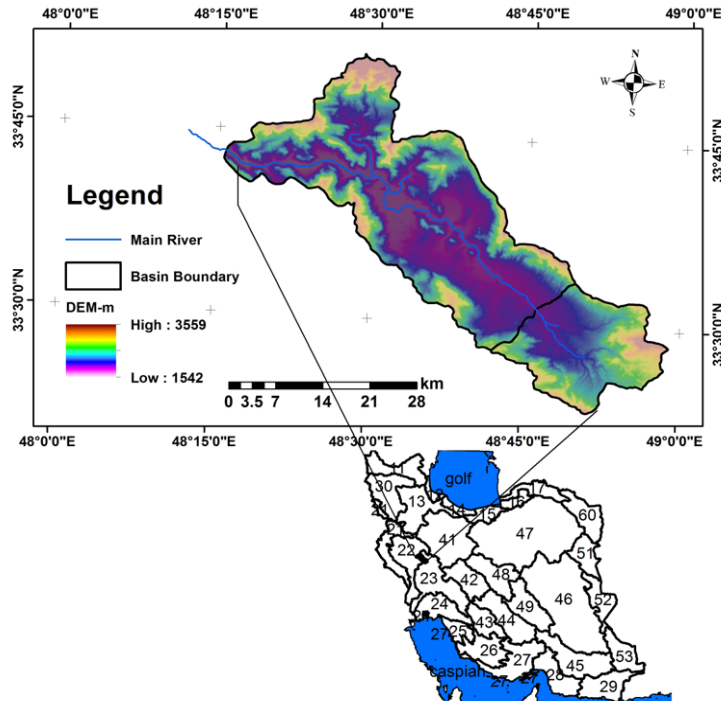 48°0'0"E 48°15'0"E 48°30'0"E 48°45'0"E 49°0'0"E
N
W E
S
33°45'0"N
33°45'0"N
Legend
Main River
Basin Boundary
DEM-m
High : 3559
Low : 1542
33°30'0"N
33°30'0"N
km
0 3.5 7 14 21 28
48°0'0"E 48°15'0"E 48°30'0"E 48°45'0"E 49°0'0"E
11
golf
30
13
14
15
16
17
60
41
47
22
51
23
42
48
46
24
49
52
43
44
27
25
26
27
53
caspian
45
27
27
28
29